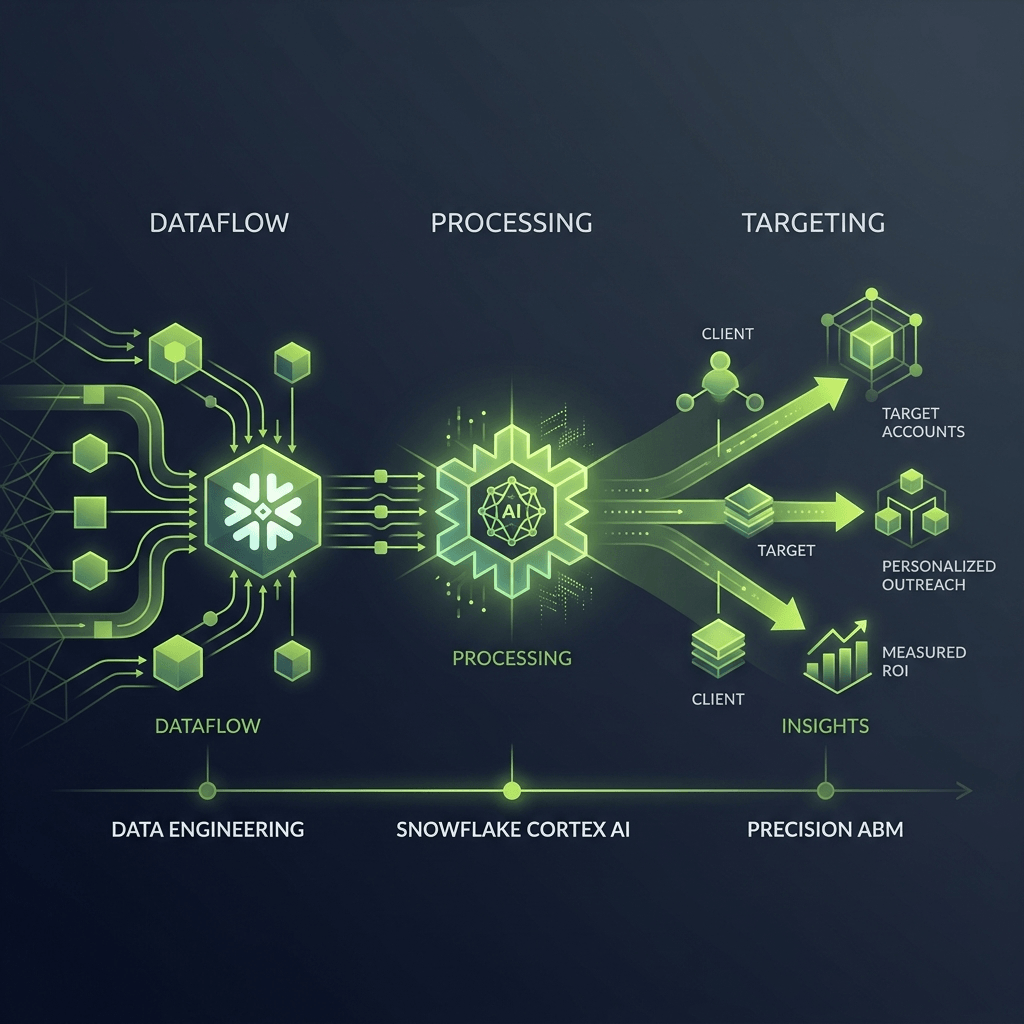 DATAFLOW
PROCESSING
TARGETING
CLIENT
TARGET
ACCOUNTS
AI
TARGET
PERSONALIZED
OUTREACH
PROCESSING
MEASURED
ROI
CLIENT
DATAFLOW
INSIGHTS
DATA ENGINEERING
SNOWFLAKE CORTEX AI
PRECISION ABM